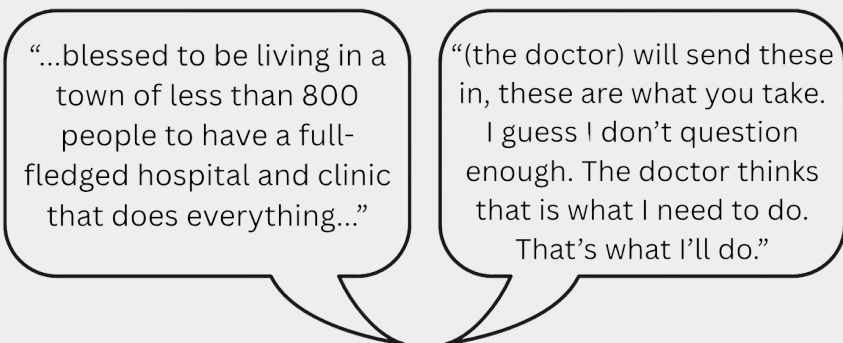 “...blessed to be living in a
town of less than 800
people to have a full-
fledged hospital and clinic
that does everything...”
“(the doctor) will send these
in, these are what you take.
I guess I don’t question
enough. The doctor thinks
that is what I need to do.
That’s what I’ll do.”